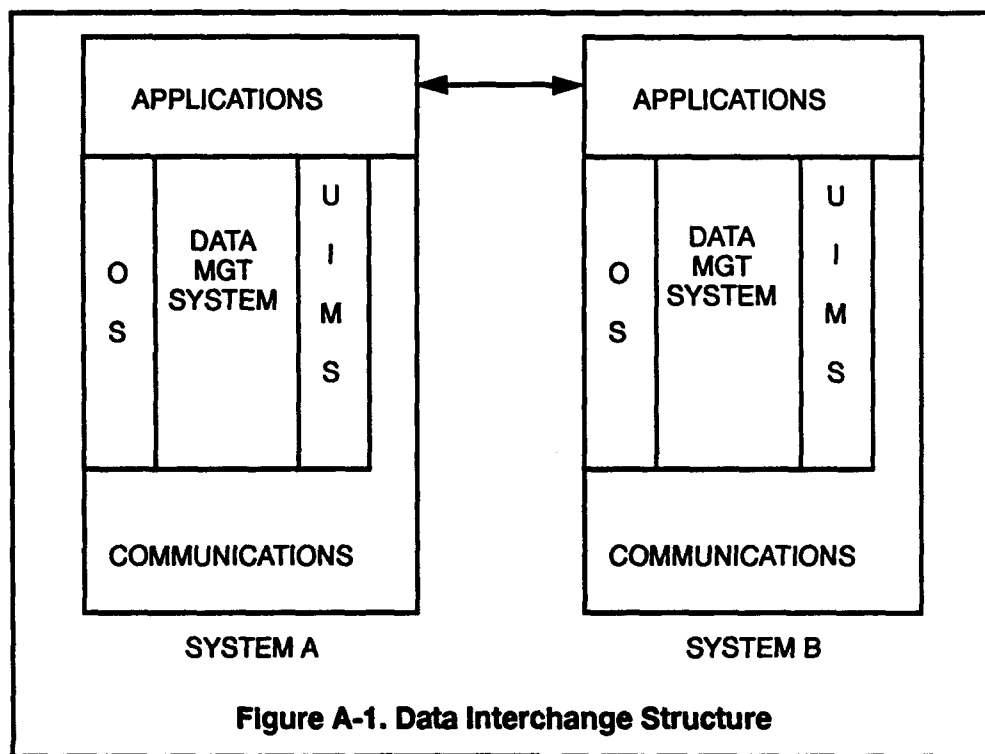 APPLICATIONS
O
S
DATA
MGT
SYSTEM
U
I
M
S
COMMUNICATIONS
SYSTEM A
APPLICATIONS
O
S
DATA
MGT
SYSTEM
U
I
M
S
COMMUNICATIONS
SYSTEM B
Figure A-1. Data Interchange Structure